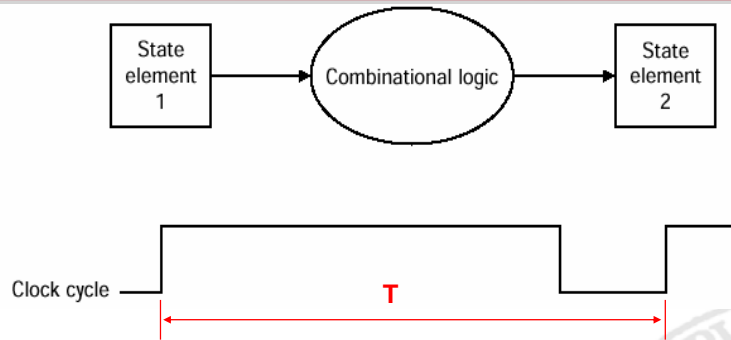 State
element
1
Combinational logic
State
element
2
Clock cycle
T